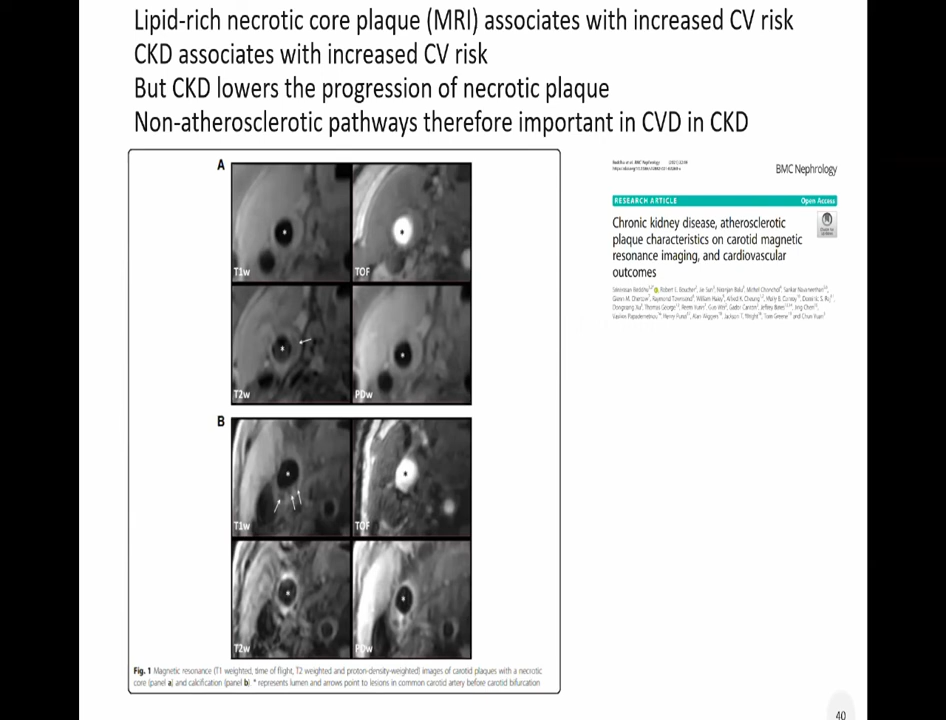 Lipid-rich necrotic core plaque (MRI) associates with increased CV risk
CKD associates with increased CV risk
But CKD lowers the progression of necrotic plaque
Non-atherosclerotic pathways therefore important in CVD in CKD
A
T1w
TOF
T2w
*
PDw
B
T1w
TOF
T2w
PDw
Fig. 1 Magnetic resonance (T1 weighted, time of flight, T2 weighted and proton-density-weighted) images of carotid plaques with a necrotic
core (panel a) and calcification (panel b). * represents lumen and arrows point to lesions in common carotid artery before carotid bifurcation
BMC Nephrology
RESEARCH ARTICLE
Open Access
Chronic kidney disease, atherosclerotic
plaque characteristics on carotid magnetic
resonance imaging, and cardiovascular
outcomes
40